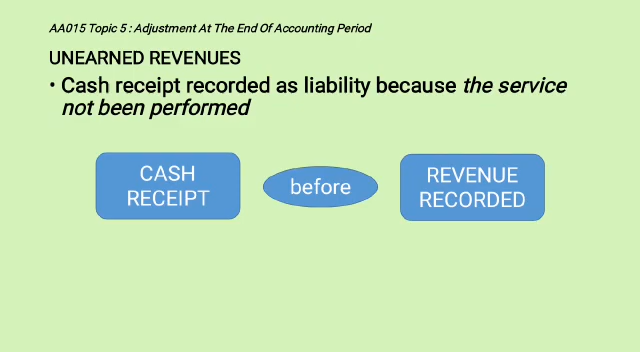 AA015 Topic 5 : Adjustment At The End Of Accounting Period
UNEARNED REVENUES
• Cash receipt recorded as liability because the service
not been performed
CASH
RECEIPT
before
REVENUE
RECORDED